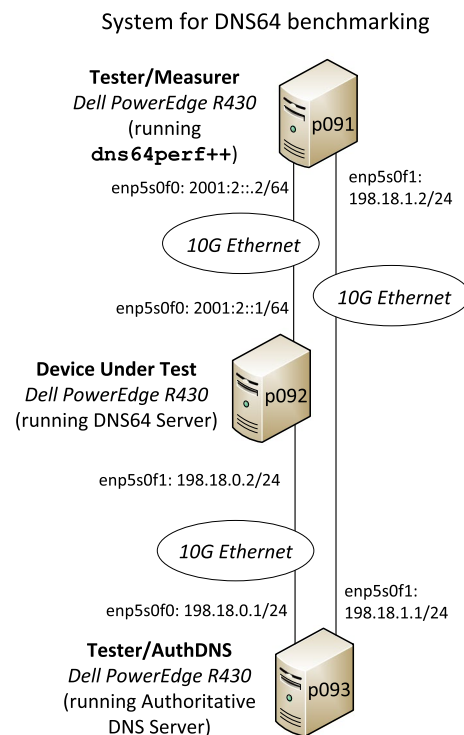 System for DNS64 benchmarking
Tester/Measurer
Dell PowerEdge R430
(running
dns64perf++)
p091
enp5s0f0: 2001:2::.2/64
enp5s0f1:
198.18.1.2/24
10G Ethernet
10G Ethernet
enp5s0f0: 2001:2::1/64
Device Under Test
Dell PowerEdge R430
(running DNS64 Server)
p092
enp5s0f1: 198.18.0.2/24
10G Ethernet
enp5s0f0: 198.18.0.1/24
enp5s0f1:
198.18.1.1/24
Tester/AuthDNS
Dell PowerEdge R430
(running Authoritative
DNS Server)
p093